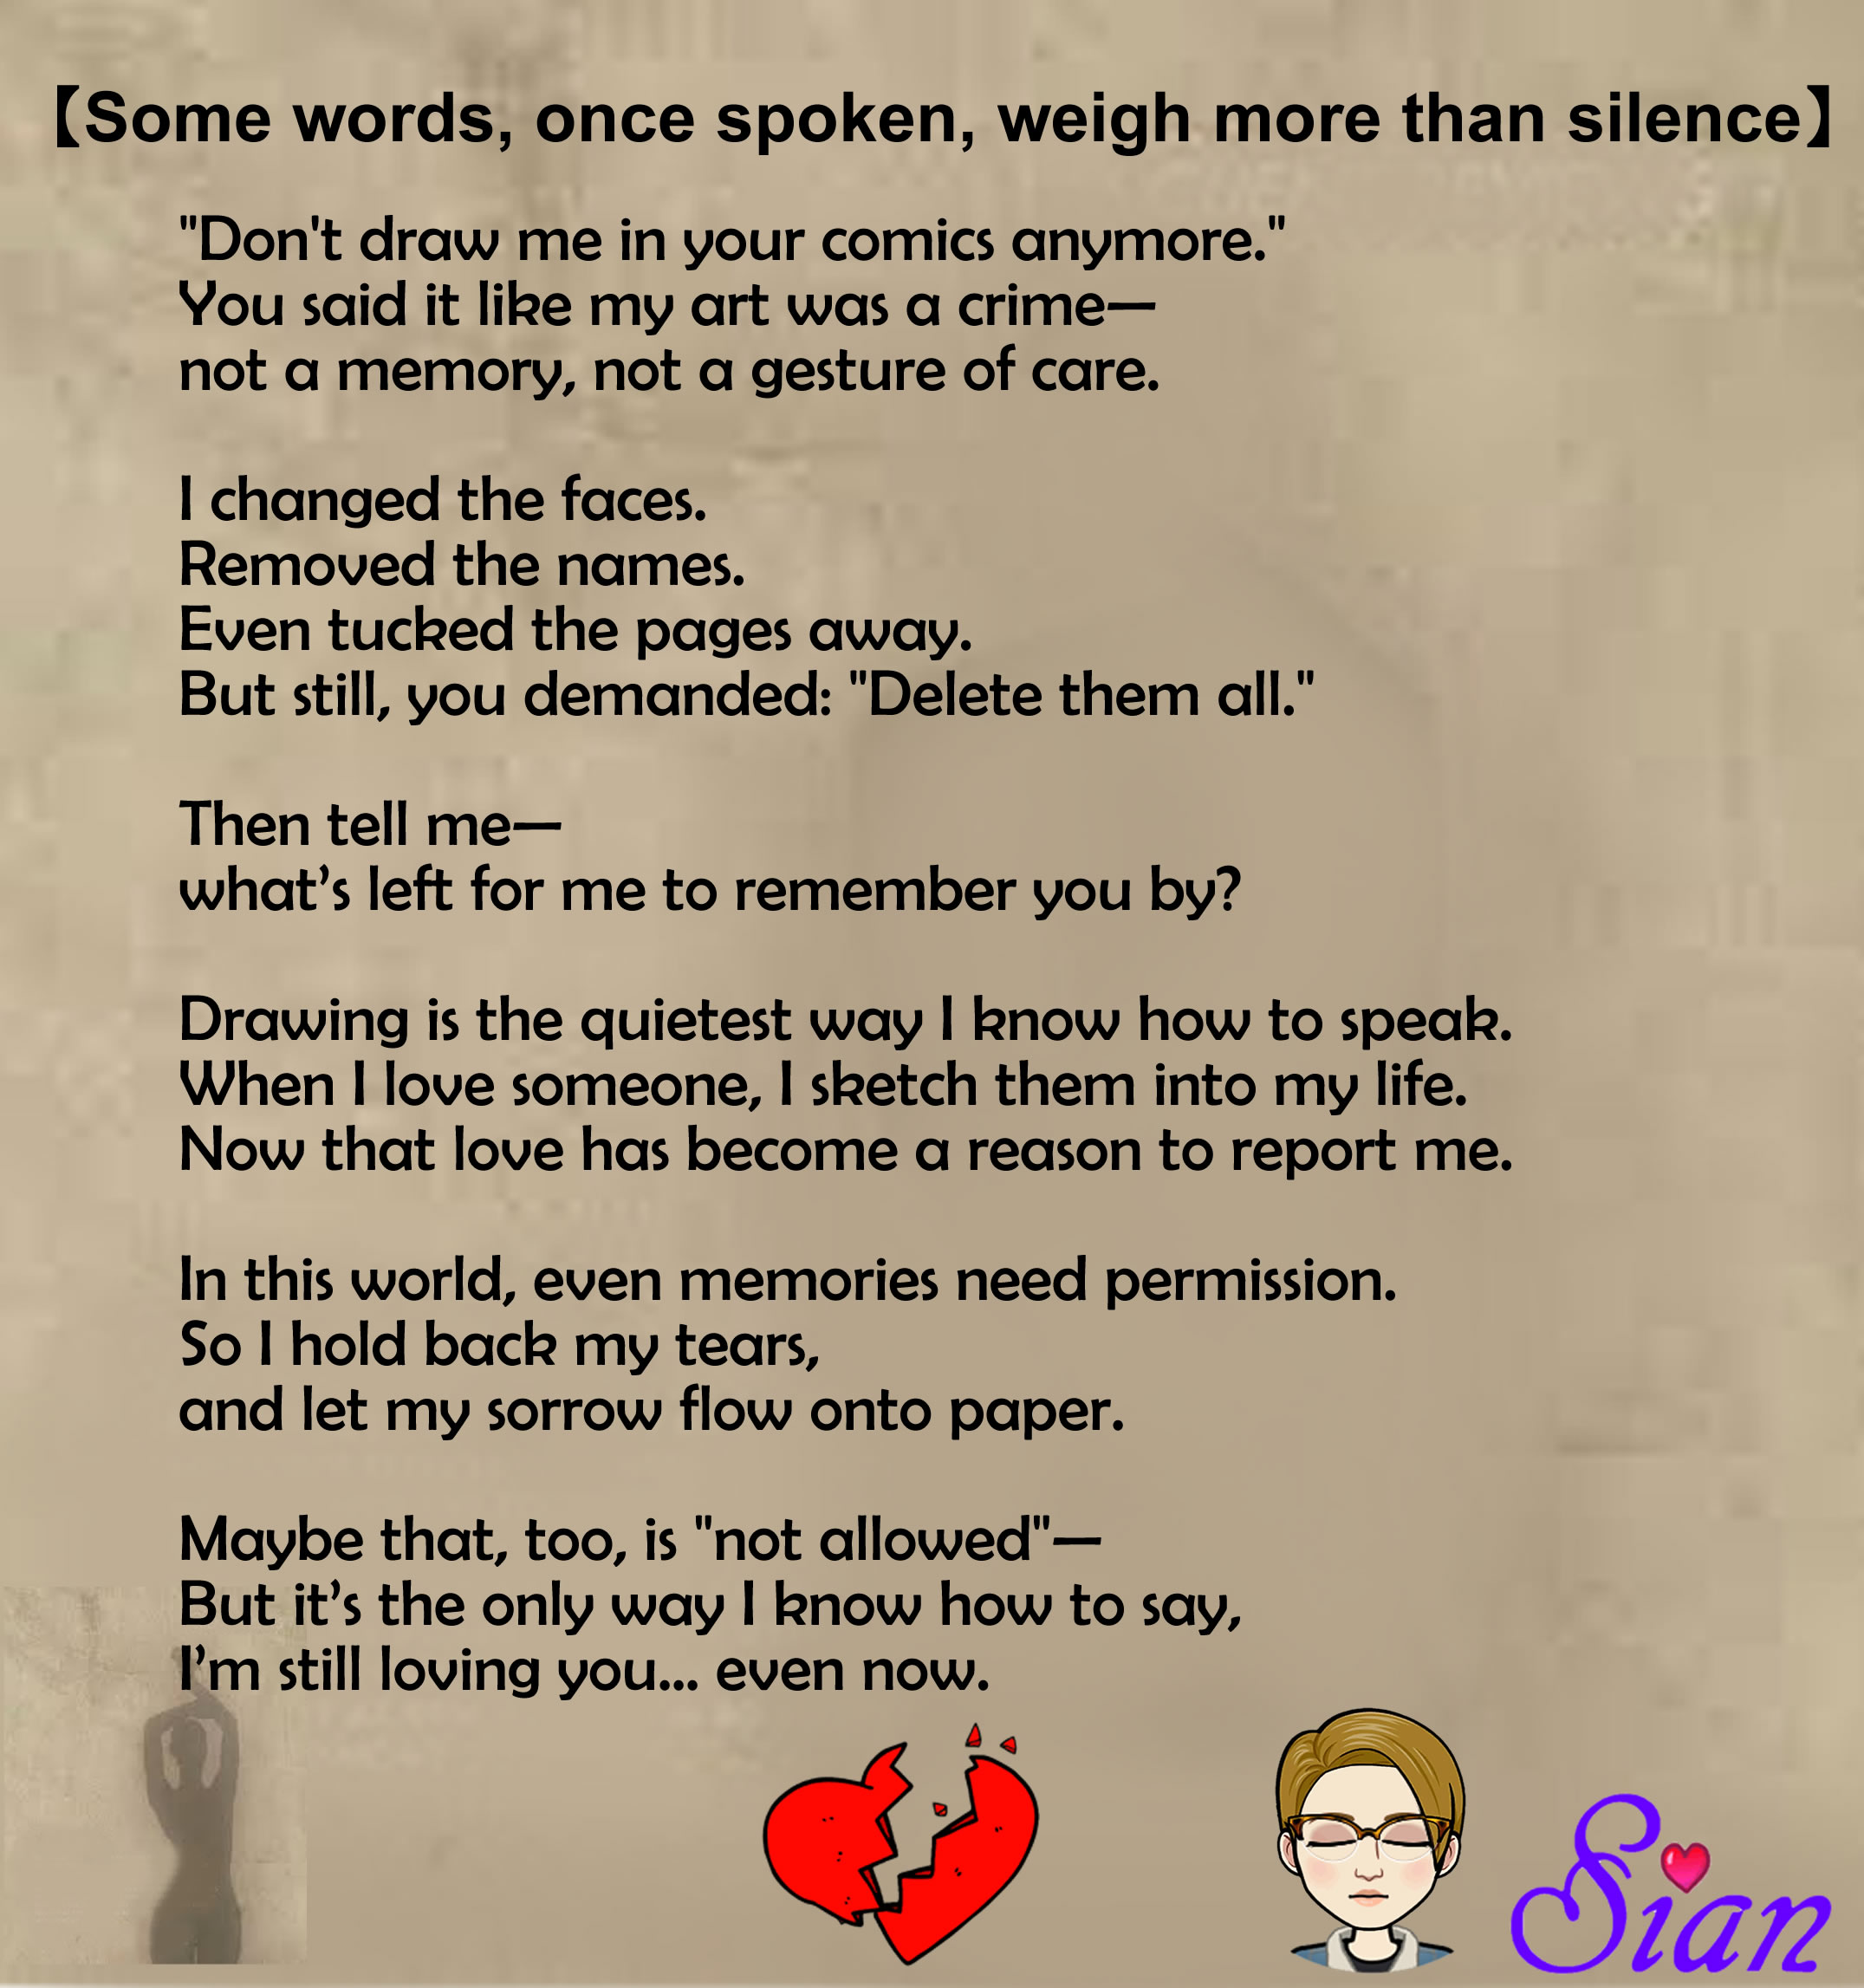 【Some words, once spoken, weigh more than silence】
"Don't draw me in your comics anymore."
You said it like my art was a crime—
not a memory, not a gesture of care.
I changed the faces.
Removed the names.
Even tucked the pages away.
But still, you demanded: "Delete them all."
Then tell me—
what’s left for me to remember you by?
Drawing is the quietest way I know how to speak.
When I love someone, I sketch them into my life.
Now that love has become a reason to report me.
In this world, even memories need permission.
So I hold back my tears,
and let my sorrow flow onto paper.
Maybe that, too, is "not allowed"—
But it’s the only way I know how to say,
I’m still loving you... even now.
Sian